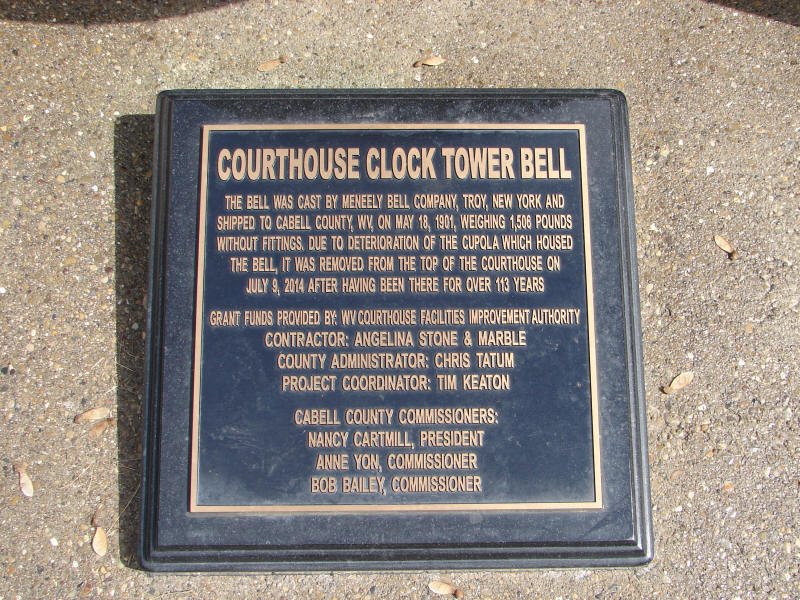 COURTHOUSE CLOCK TOWER BELL
THE BELL WAS CAST BY MENEELY BELL COMPANY, TROY, NEW YORK AND
SHIPPED TO CABELL COUNTY, WV, ON MAY 18, 1901, WEIGHING 1,506 POUNDS
WITHOUT FITTINGS. DUE TO DETERIORATION OF THE CUPOLA WHICH HOUSED
THE BELL, IT WAS REMOVED FROM THE TOP OF THE COURTHOUSE ON
JULY 9, 2014 AFTER HAVING BEEN THERE FOR OVER 113 YEARS
GRANT FUNDS PROVIDED BY: WV COURTHOUSE FACILITIES IMPROVEMENT AUTHORITY
CONTRACTOR: ANGELINA STONE & MARBLE
COUNTY ADMINISTRATOR: CHRIS TATUM
PROJECT COORDINATOR: TIM KEATON
CABELL COUNTY COMMISSIONERS:
NANCY CARTMILL, PRESIDENT
ANNE YON, COMMISSIONER
BOB BAILEY, COMMISSIONER